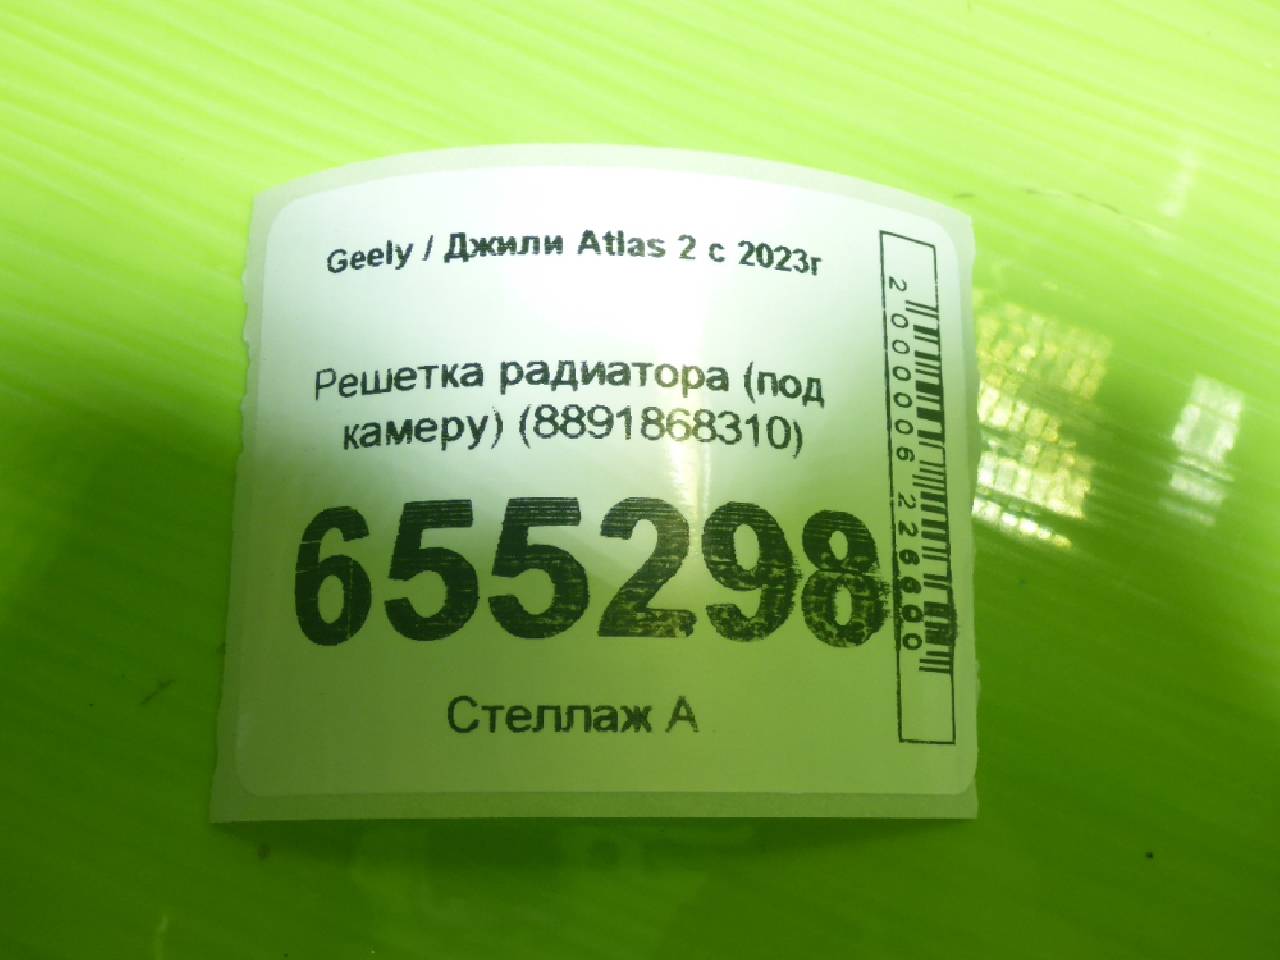 Geely / Джили Atlas 2 с 2023г
Решетка радиатора (под
камеру) (8891868310)
655298
Стеллаж А
2000006226600